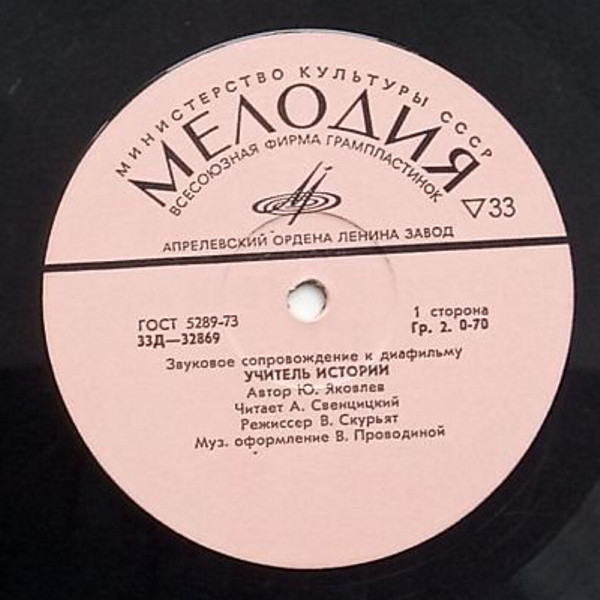 МИНИСТЕРСТВО КУЛЬТУРЫ СССР
МЕЛОДИЯ
ВСЕСОЮЗНАЯ ФИРМА ГРАМПЛАСТИНОК
▽33
АПРЕЛЕВСКИЙ ОРДЕНА ЛЕНИНА ЗАВОД
ГОСТ 5289-73
33Д—32869
1 сторона
Гр. 2. 0-70
Звуковое сопровождение к диафильму
УЧИТЕЛЬ ИСТОРИИ
Автор Ю. Яковлев
Читает А. Свенцицкий
Режиссер В. Скурьят
Муз. оформление В. Проводиной